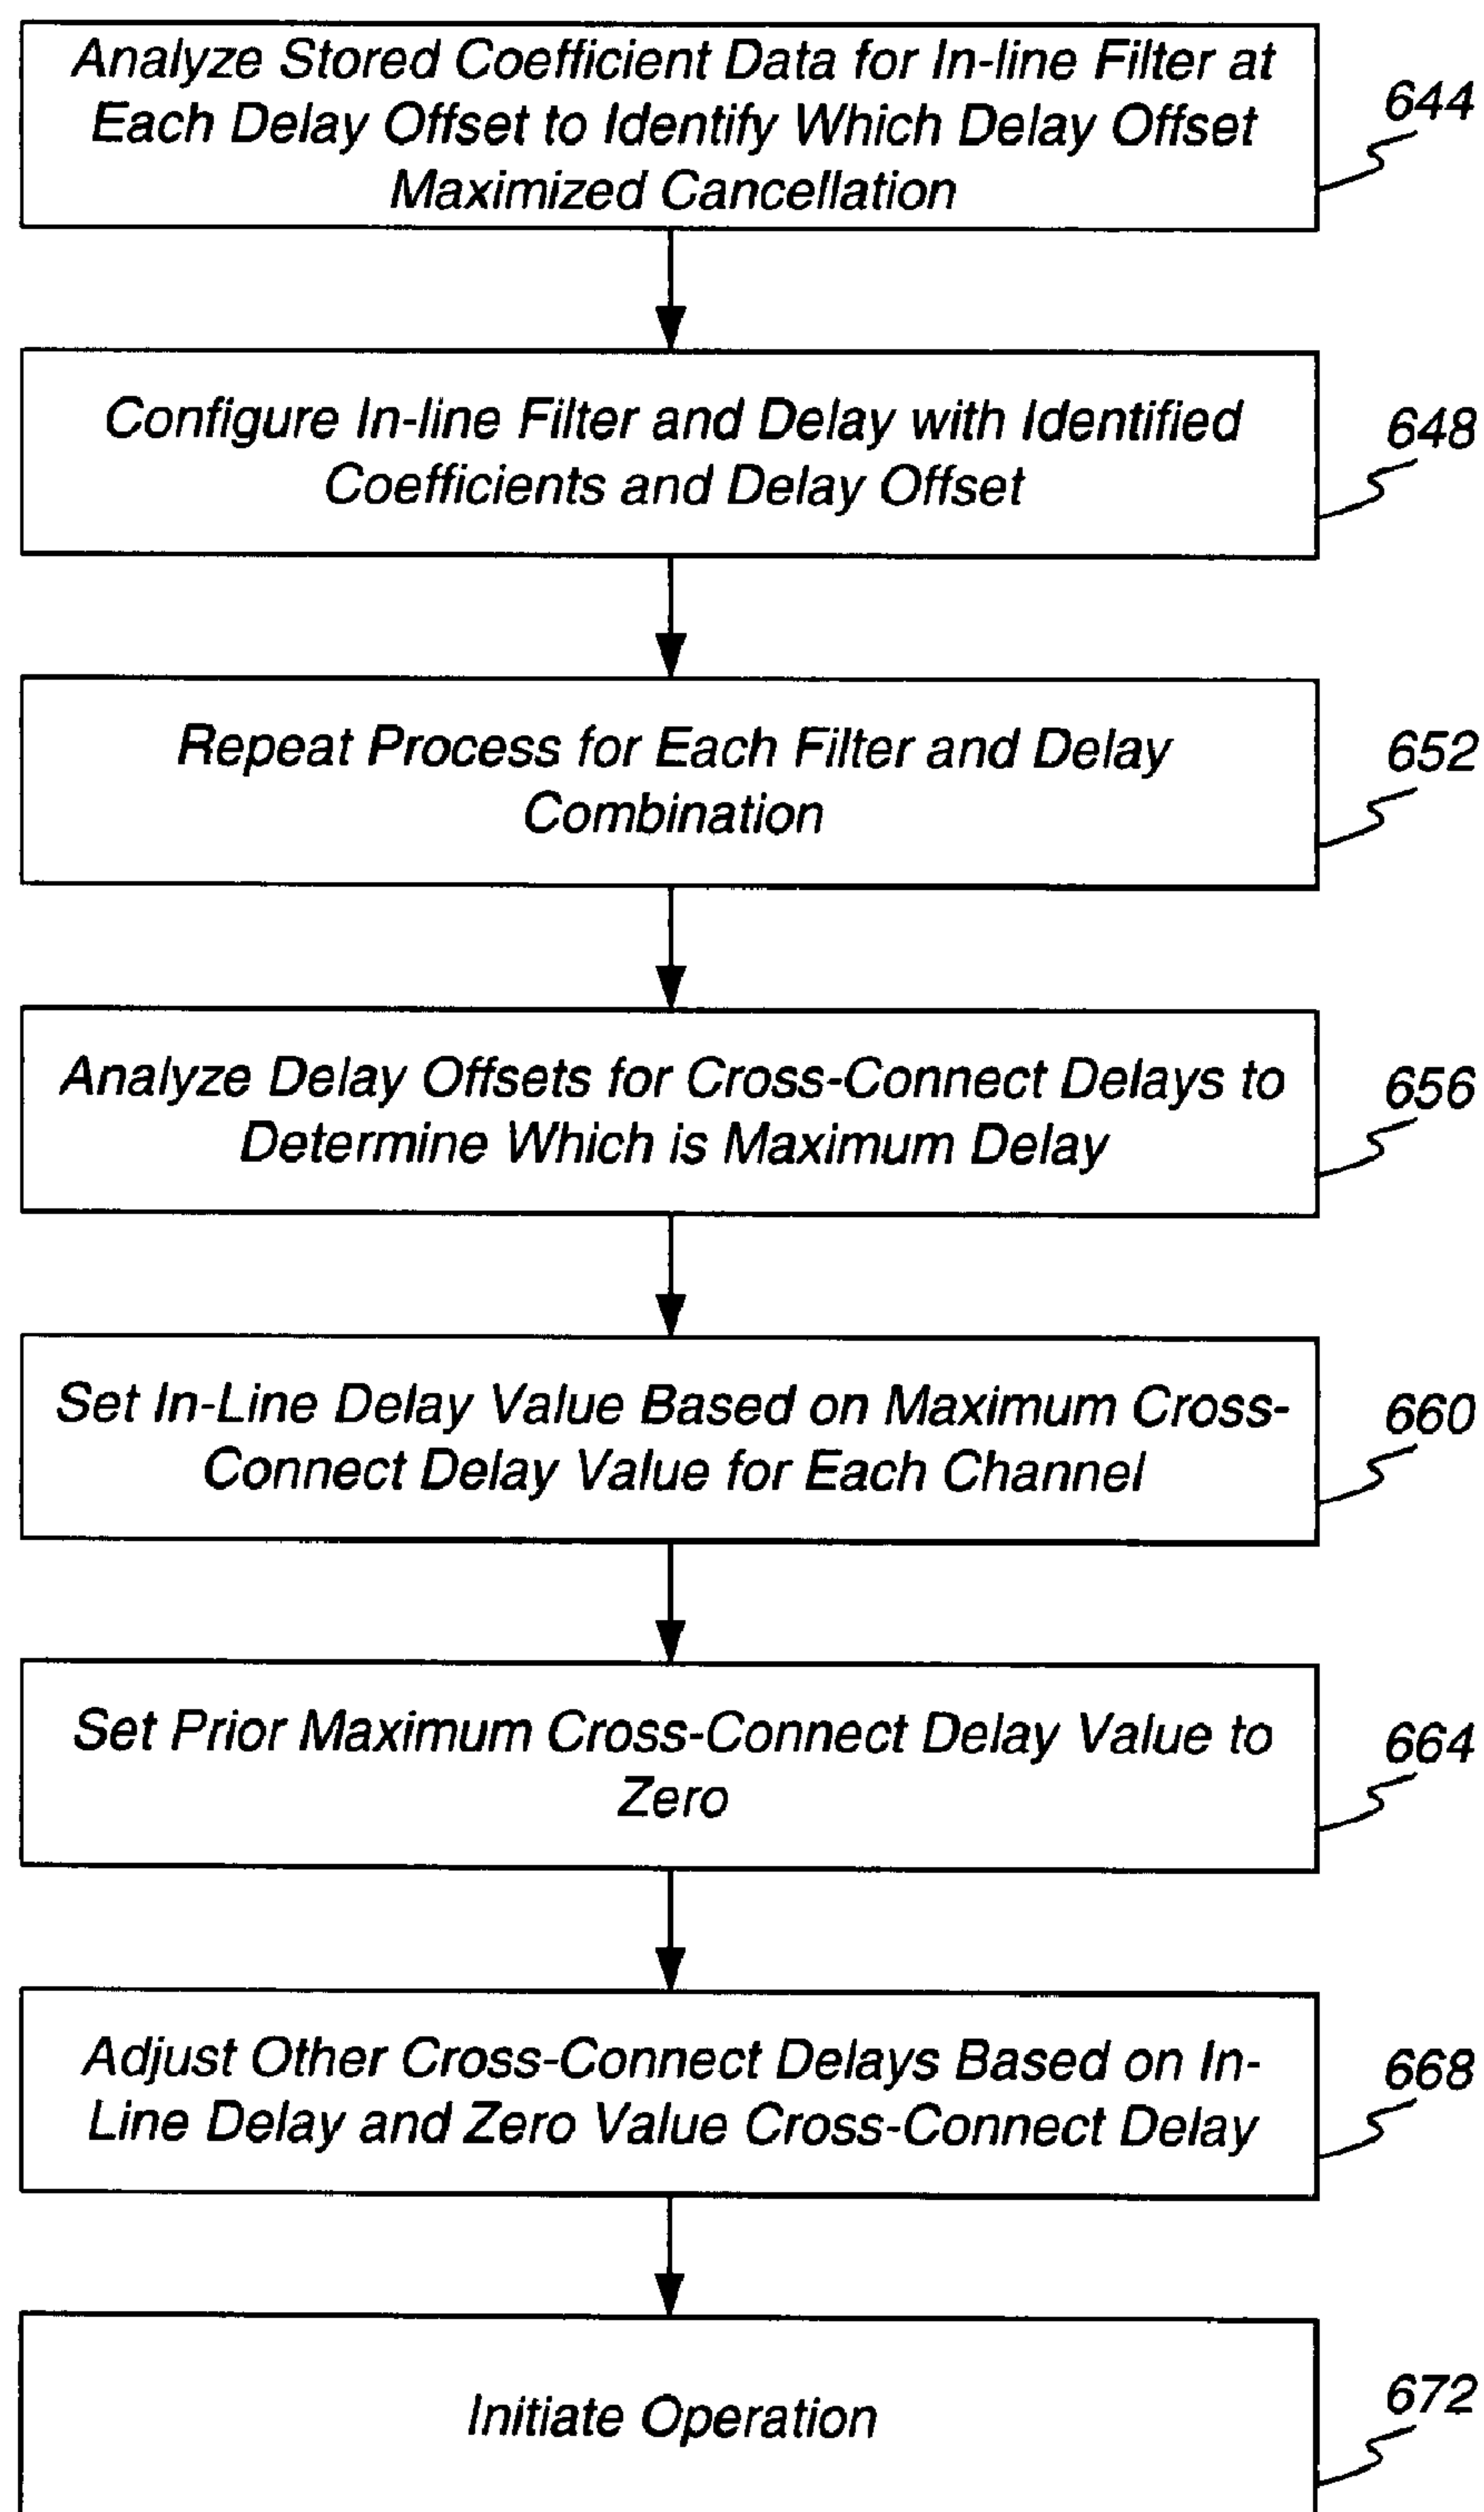 Analyze Stored Coefficient Data for In-line Filter at
Each Delay Offset to Identify Which Delay Offset
Maximized Cancellation
644
Configure In-line Filter and Delay with Identified
Coefficients and Delay Offset
648
Repeat Process for Each Filter and Delay
Combination
652
Analyze Delay Offsets for Cross-Connect Delays to
Determine Which is Maximum Delay
656
Set In-Line Delay Value Based on Maximum Cross-
Connect Delay Value for Each Channel
660
Set Prior Maximum Cross-Connect Delay Value to
Zero
664
Adjust Other Cross-Connect Delays Based on In-
Line Delay and Zero Value Cross-Connect Delay
668
Initiate Operation
672